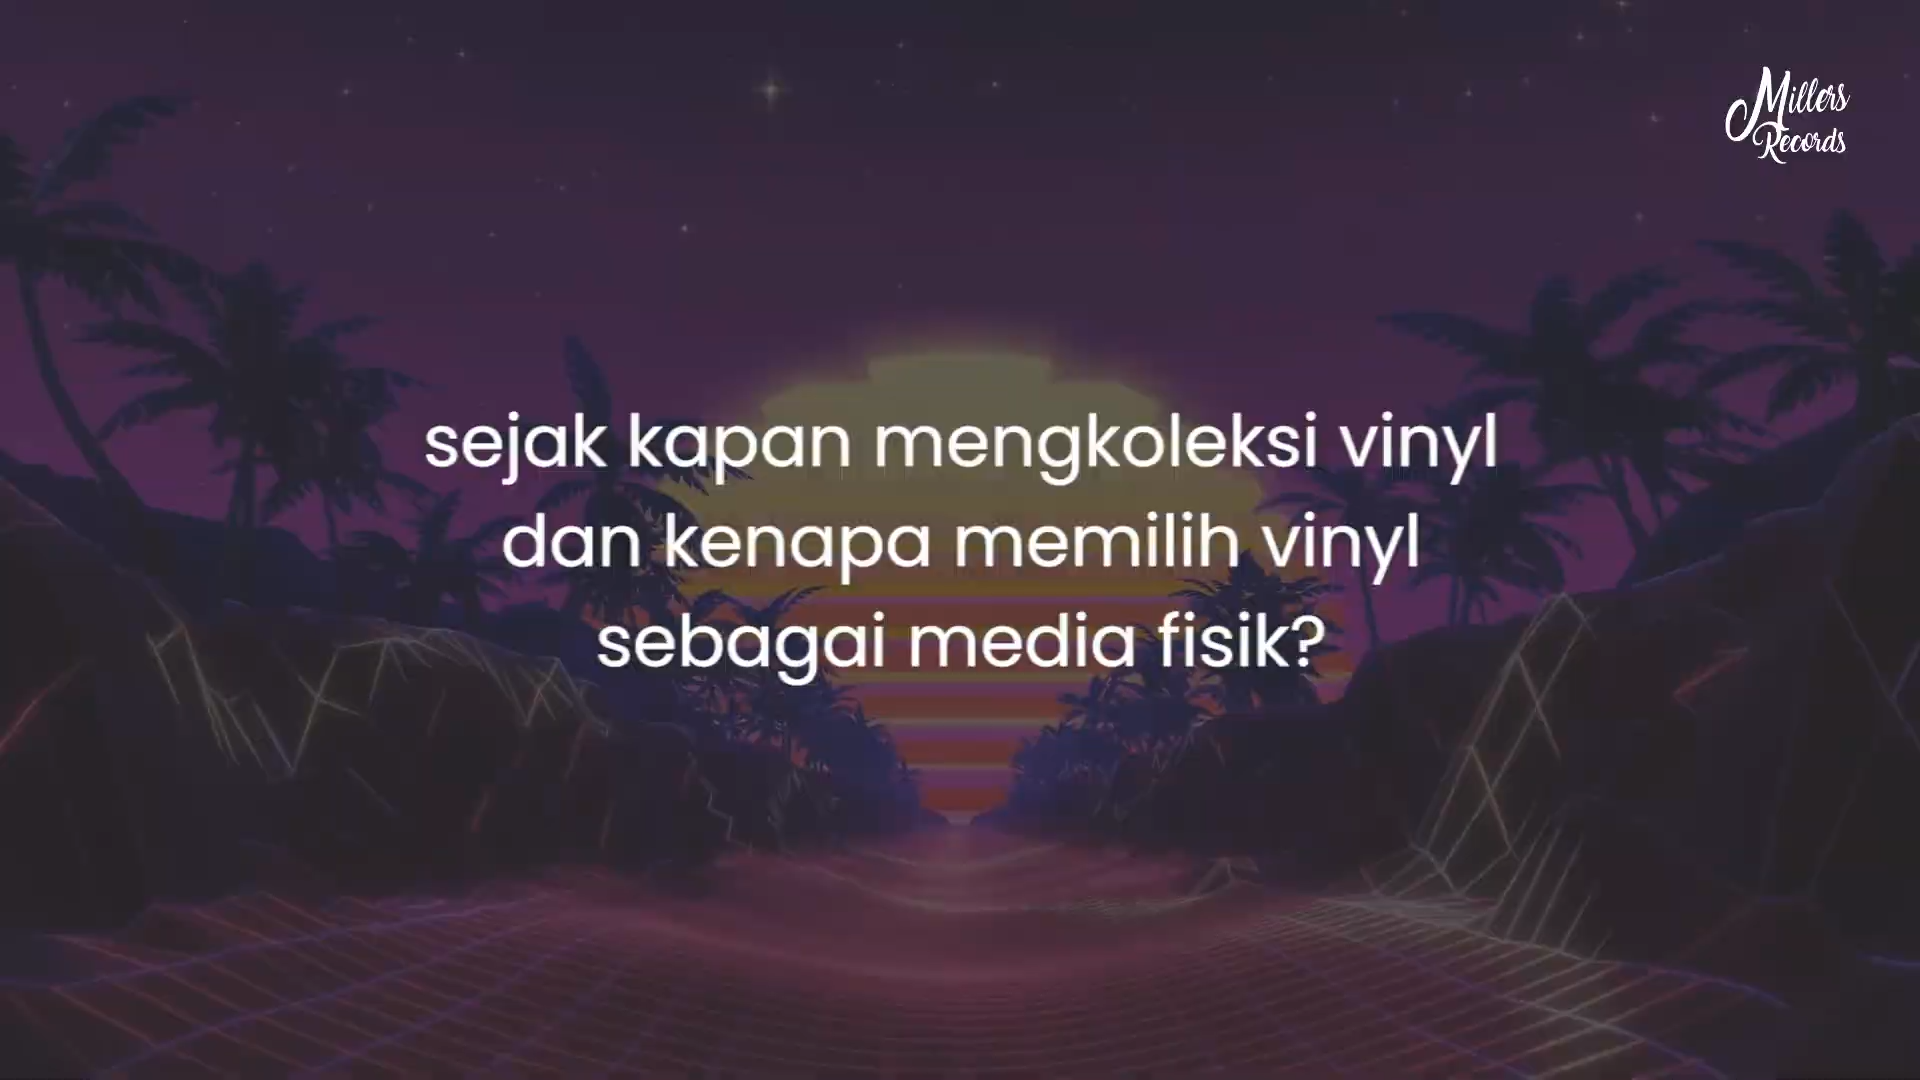 Millers
Records
sejak kapan mengkoleksi vinyl
dan kenapa memilih vinyl
sebagai media fisik?